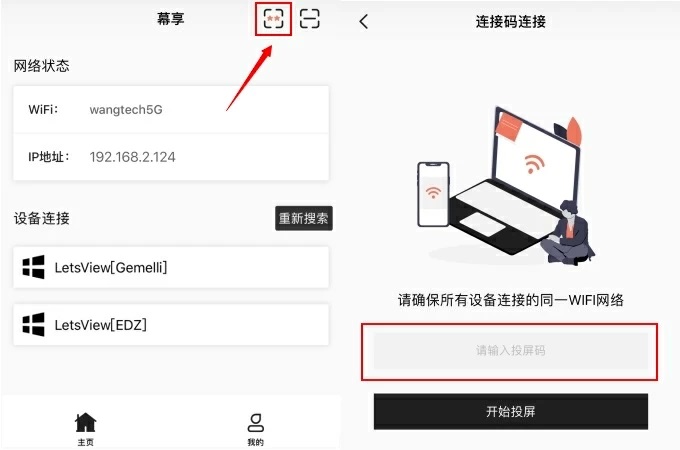 幕享
网络状态
WiFi： wangtech5G
IP地址： 192.168.2.124
设备连接 重新搜索
LetsView[Gemelli]
LetsView[EDZ]
主页 我的
连接码连接
请确保所有设备连接的同一WIFI网络
请输入投屏码
开始投屏